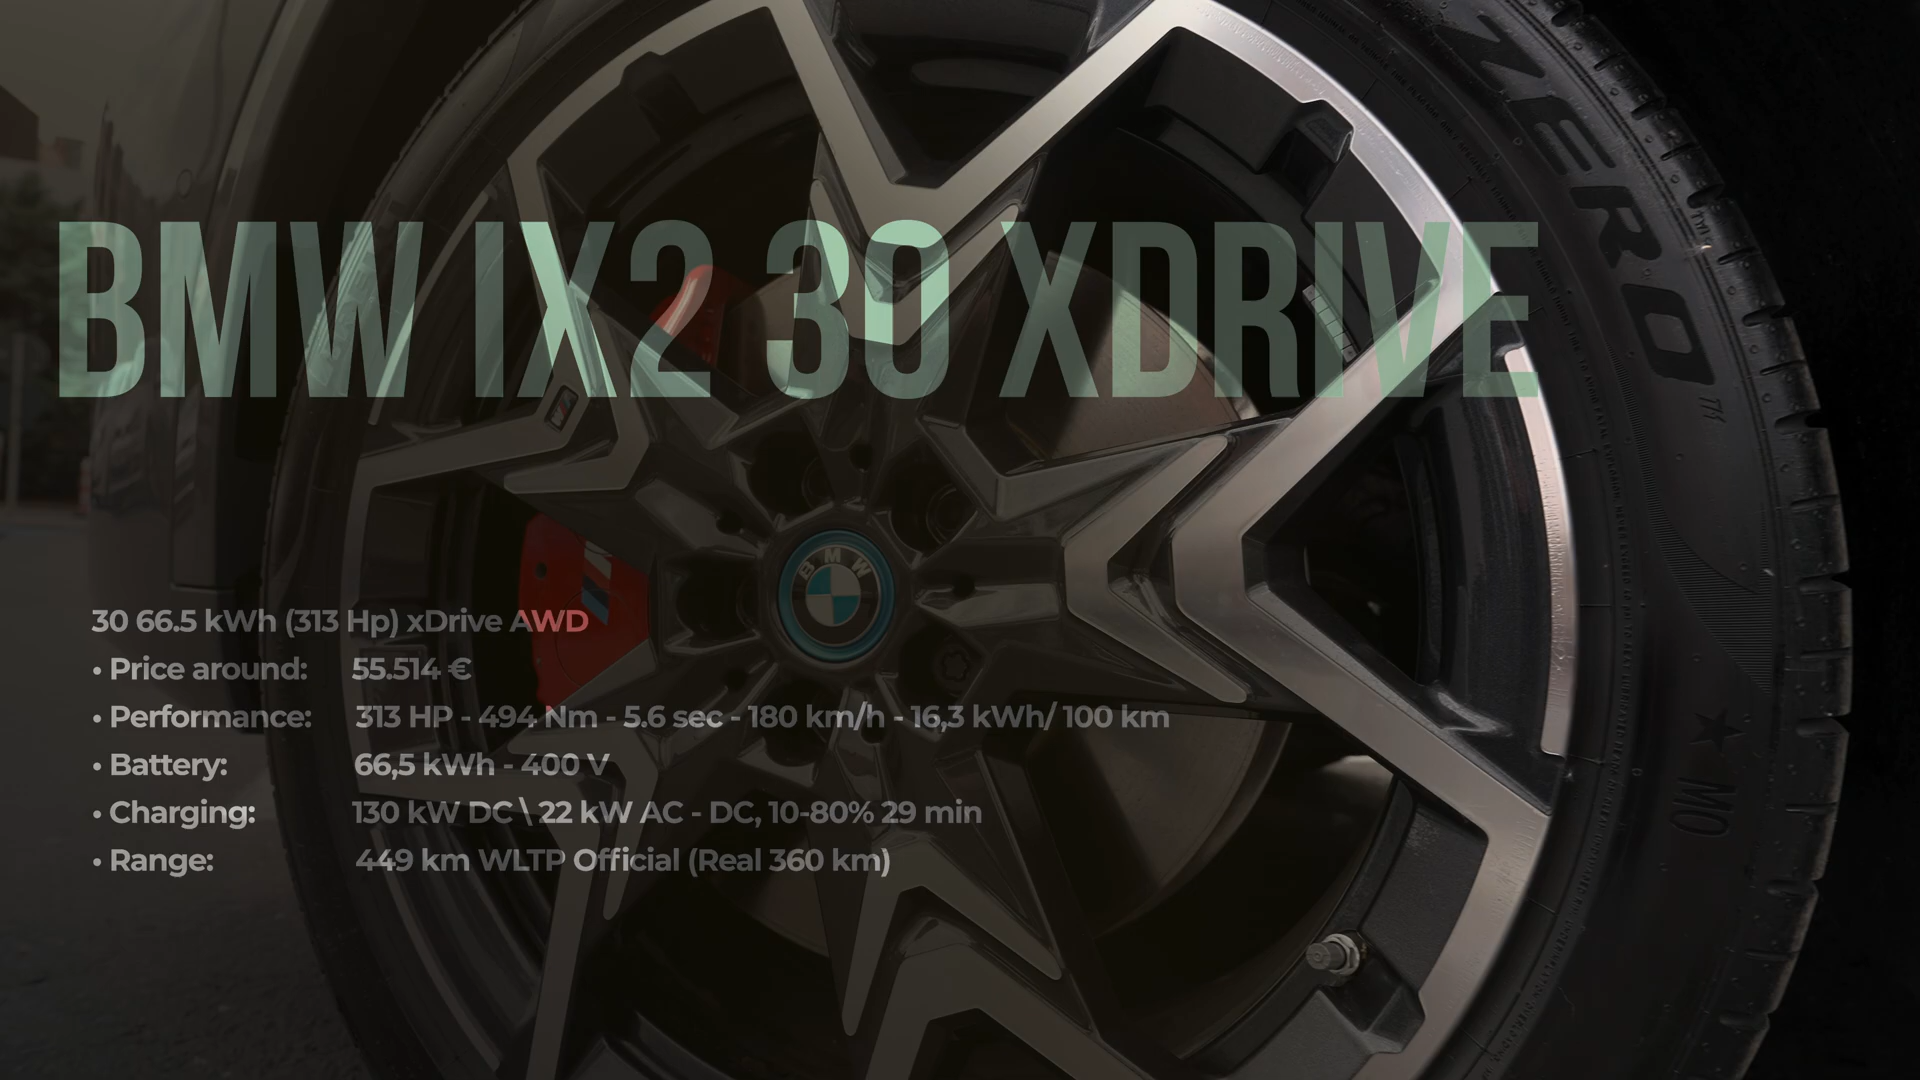 BMW IX2 30 XDRIVE
30 66.5 kWh (313 Hp) xDrive AWD
• Price around: 55.514 €
• Performance: 313 HP - 494 Nm - 5.6 sec - 180 km/h - 16,3 kWh/ 100 km
• Battery: 66,5 kWh - 400 V
• Charging: 130 kW DC \ 22 kW AC - DC, 10-80% 29 min
• Range: 449 km WLTP Official (Real 360 km)
ZERO
TM
BMW
MO